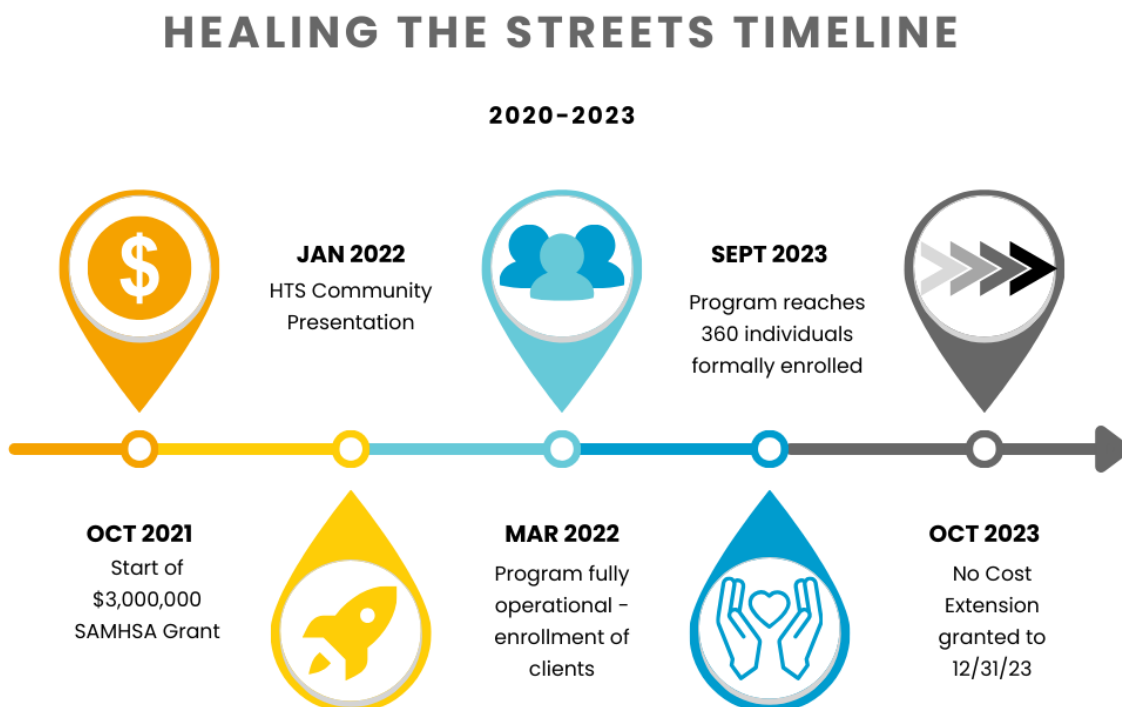 HEALING THE STREETS TIMELINE
2020-2023
$
OCT 2021
Start of
$3,000,000
SAMHSA Grant
JAN 2022
HTS Community
Presentation
MAR 2022
Program fully
operational -
enrollment of
clients
SEPT 2023
Program reaches
360 individuals
formally enrolled
OCT 2023
No Cost
Extension
granted to
12/31/23